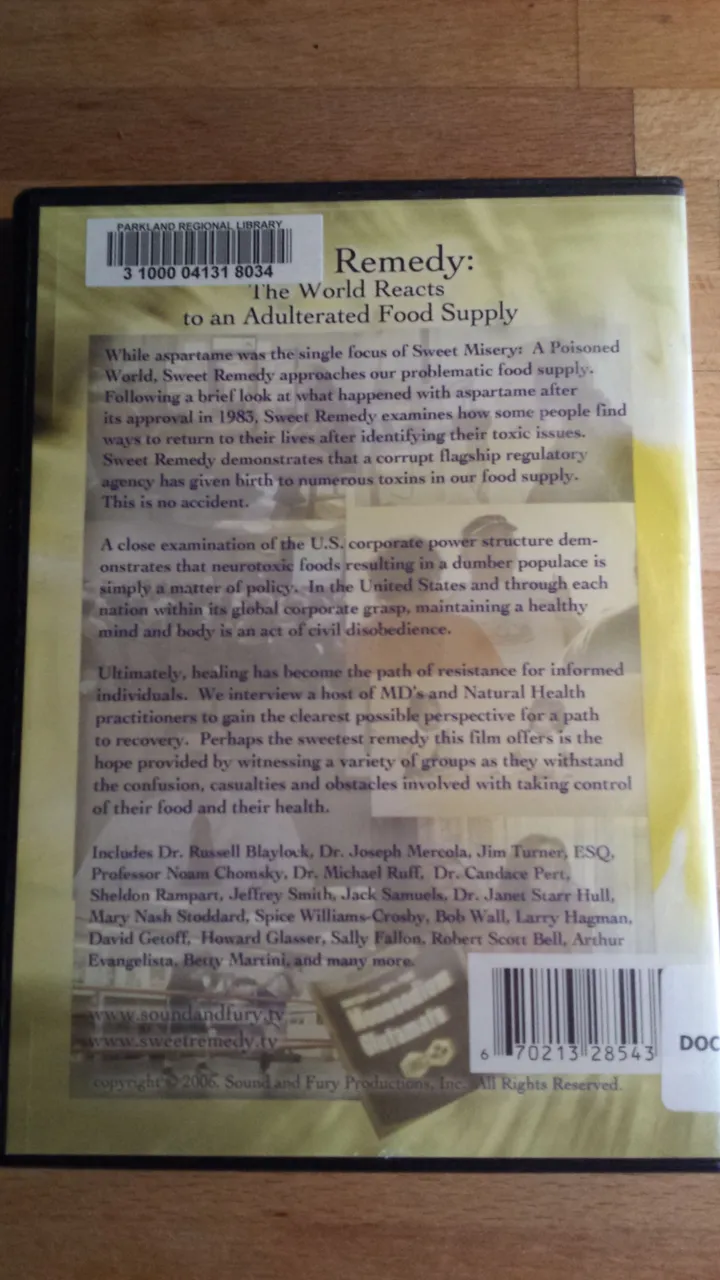 PARKLAND REGIONAL LIBRARY
3 1000 04131 8034
Remedy:
The World Reacts
to an Adulterated Food Supply
While aspartame was the single focus of Sweet Misery: A Poisoned
World, Sweet Remedy approaches our problematic food supply.
Following a brief look at what happened with aspartame after
its approval in 1983, Sweet Remedy examines how some people find
ways to return to their lives after identifying their toxic issues.
Sweet Remedy demonstrates that a corrupt flagship regulatory
agency has given birth to numerous toxins in our food supply.
This is no accident.
A close examination of the U.S. corporate power structure dem-
onstrates that neurotoxic foods resulting in a dumber populace is
simply a matter of policy. In the United States and through each
nation within its global corporate grasp, maintaining a healthy
mind and body is an act of civil disobedience.
Ultimately, healing has become the path of resistance for informed
individuals. We interview a host of MD's and Natural Health
practitioners to gain the clearest possible perspective for a path
to recovery. Perhaps the sweetest remedy this film offers is the
hope provided by witnessing a variety of groups as they withstand
the confusion, casualties and obstacles involved with taking control
of their food and their health.
Includes Dr. Russell Blaylock, Dr. Joseph Mercola, Jim Turner, ESQ,
Professor Noam Chomsky, Dr. Michael Ruff, Dr. Candace Pert,
Sheldon Rampart, Jeffrey Smith, Jack Samuels, Dr. Janet Starr Hull,
Mary Nash Stoddard, Spice Williams-Crosby, Bob Wall, Larry Hagman,
David Getoff, Howard Glasser, Sally Fallon, Robert Scott Bell, Arthur
Evangelista, Betty Martini, and many more.
www.soundandfury.tv
www.sweetremedy.tv
Monosodium
Glutamate
6 70213 28543
DOC
copyright © 2006, Sound and Fury Productions, Inc. All Rights Reserved.